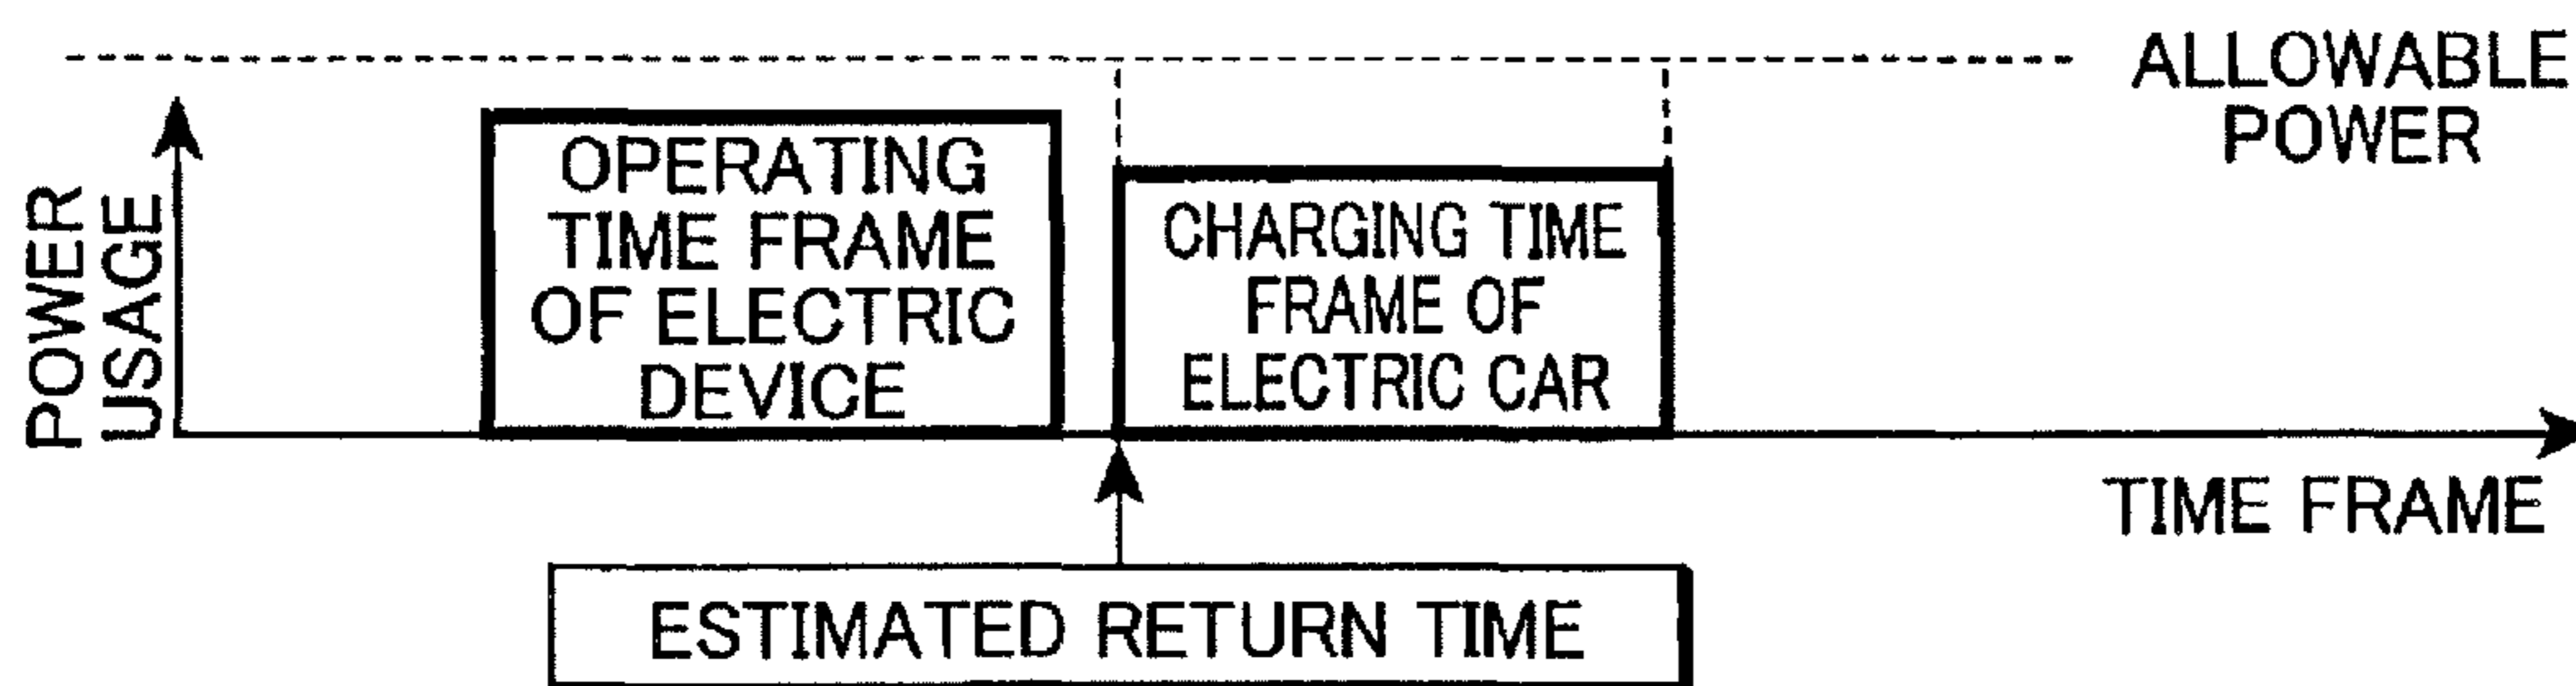 ALLOWABLE
POWER
POWER
USAGE
OPERATING
TIME FRAME
OF ELECTRIC
DEVICE
CHARGING TIME
FRAME OF
ELECTRIC CAR
TIME FRAME
ESTIMATED RETURN TIME